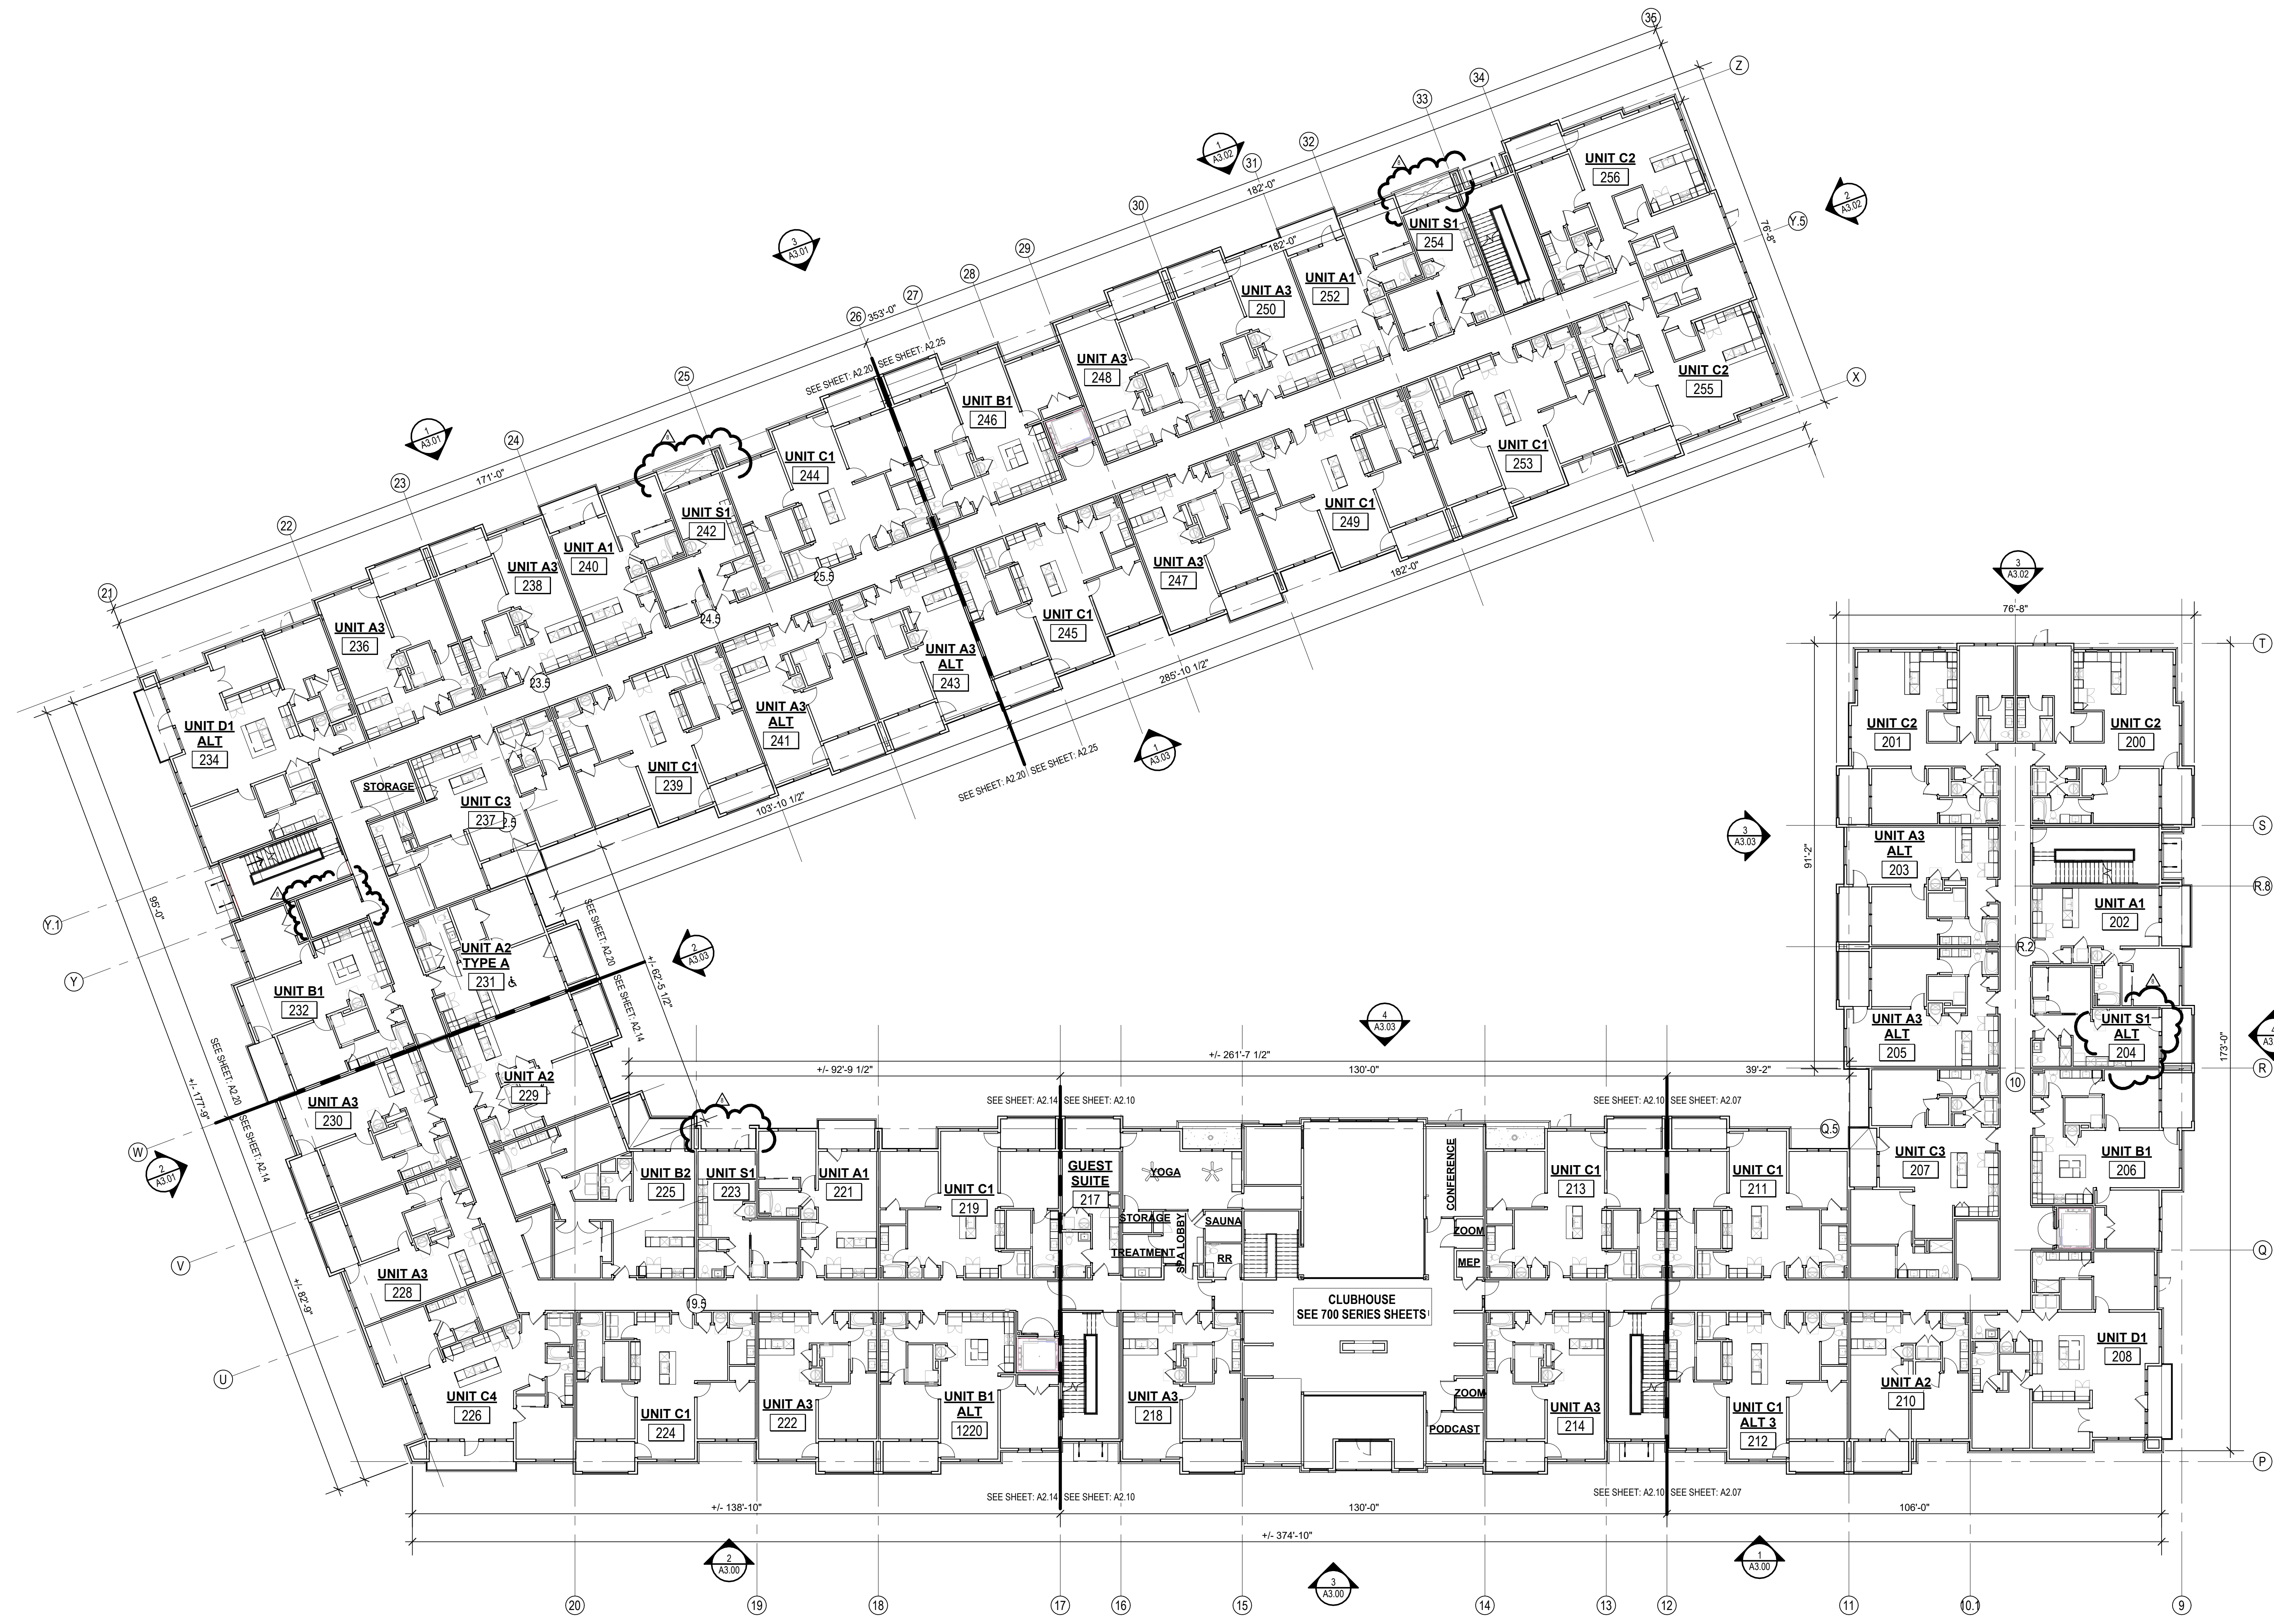 35
Z
34
33
32
31
30
29
28
27
26
25
24
23
22
21
1
A3.02
2
A3.02
3
A3.01
1
A3.01
182'-0"
182'-0"
353'-0"
171'-0"
76'-8"
Y.5
X
UNIT C2
256
UNIT S1
254
UNIT A1
252
UNIT A3
250
UNIT A3
248
UNIT B1
246
UNIT C2
255
UNIT C1
253
UNIT C1
249
UNIT A3
247
UNIT C1
245
SEE SHEET: A2.20
SEE SHEET: A2.25
UNIT C1
244
UNIT S1
242
UNIT A1
240
UNIT A3
238
UNIT A3
236
UNIT D1
ALT
234
UNIT A3
ALT
243
UNIT A3
ALT
241
UNIT C1
239
UNIT C3
237
STORAGE
25.5
24.5
23.5
2.5
182'-0"
285'-10 1/2"
103'-10 1/2"
SEE SHEET: A2.20
SEE SHEET: A2.25
1
A3.03
95'-0"
Y.1
Y
UNIT A2
TYPE A
231
UNIT B1
232
SEE SHEET: A2.20
SEE SHEET: A2.14
+/- 62'-5 1/2"
2
A3.03
UNIT A2
229
UNIT A3
230
SEE SHEET: A2.20
SEE SHEET: A2.14
+/- 177'-9"
W
2
A3.01
V
UNIT A3
228
+/- 82'-9"
U
UNIT C4
226
3
A3.02
76'-8"
T
UNIT C2
201
UNIT C2
200
S
3
A3.03
91'-2"
UNIT A3
ALT
203
R.8
UNIT A1
202
R.2
UNIT A3
ALT
205
UNIT S1
ALT
204
173'-0"
R
10
UNIT C3
207
UNIT B1
206
Q
4
A3.03
+/- 261'-7 1/2"
+/- 92'-9 1/2"
130'-0"
39'-2"
SEE SHEET: A2.14
SEE SHEET: A2.10
SEE SHEET: A2.10
SEE SHEET: A2.07
Q.5
UNIT B2
225
UNIT S1
223
UNIT A1
221
UNIT C1
219
GUEST
SUITE
217
YOGA
STORAGE
TREATMENT
SPA LOBBY
SAUNA
RR
CONFERENCE
ZOOM
MEP
UNIT C1
213
UNIT C1
211
19.5
CLUBHOUSE
SEE 700 SERIES SHEETS
UNIT C1
224
UNIT A3
222
UNIT B1
ALT
1220
UNIT A3
218
ZOOM
PODCAST
UNIT A3
214
UNIT C1
ALT 3
212
UNIT A2
210
UNIT D1
208
P
SEE SHEET: A2.14
SEE SHEET: A2.10
SEE SHEET: A2.10
SEE SHEET: A2.07
+/- 138'-10"
130'-0"
106'-0"
+/- 374'-10"
2
A3.00
3
A3.00
1
A3.00
20
19
18
17
16
15
14
13
12
11
10.1
9